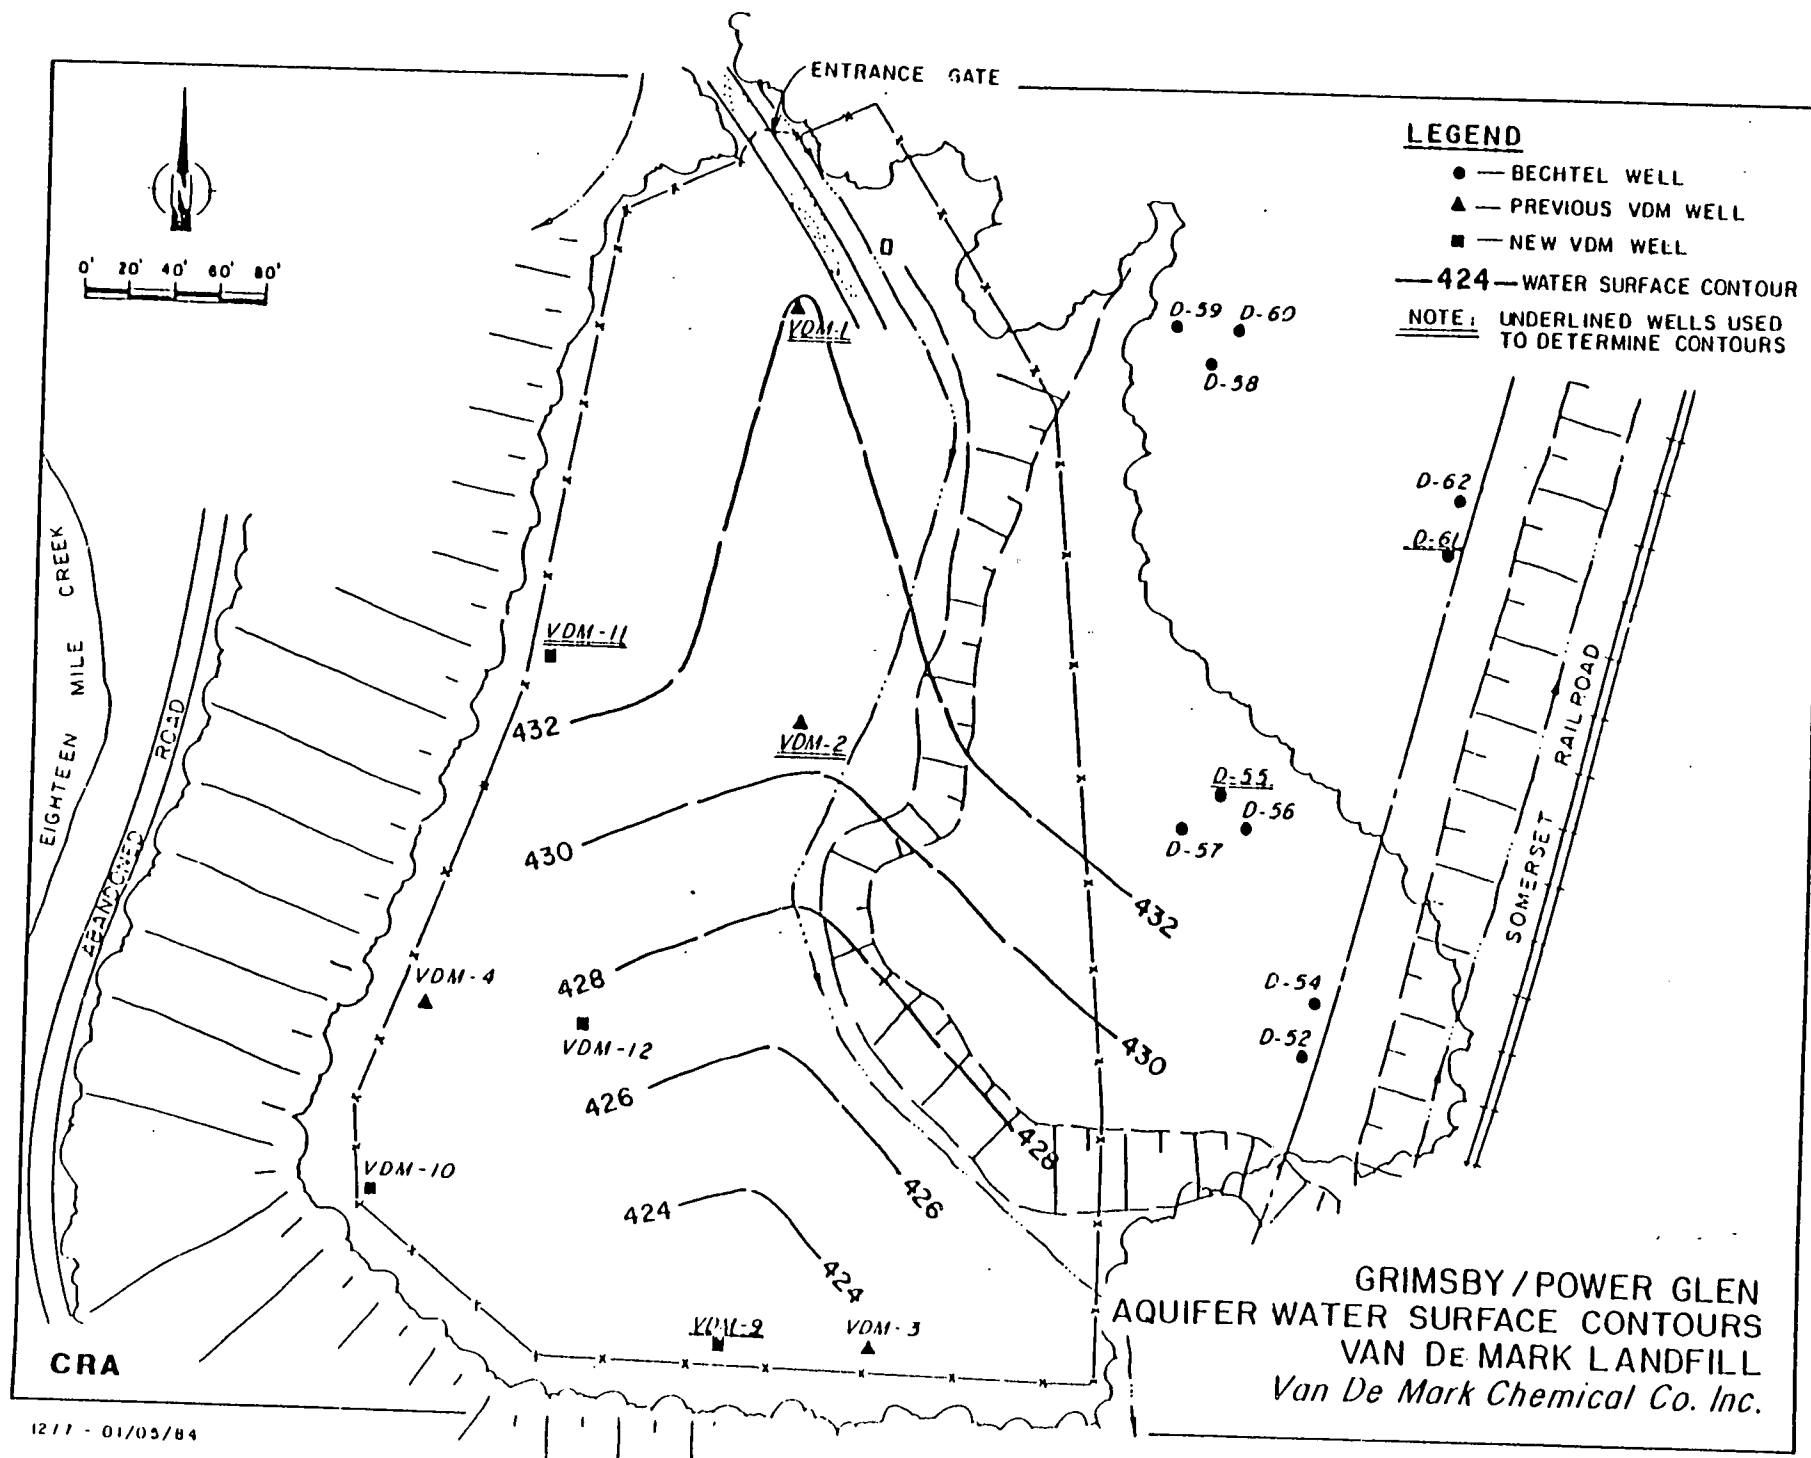 ENTRANCE GATE
LEGEND
● — BECHTEL WELL
▲ — PREVIOUS VDM WELL
■ — NEW VDM WELL
—424— WATER SURFACE CONTOUR
NOTE: UNDERLINED WELLS USED
TO DETERMINE CONTOURS
N
0' 20' 40' 60' 80'
VDM-1
D-59
D-60
D-58
D-62
D-61
EIGHTEEN MILE CREEK
ABANDONED ROAD
VDM-11
432
VDM-2
430
D-55
D-56
D-57
432
SOMERSET RAILROAD
428
VDM-4
VDM-12
D-54
D-52
430
426
428
VDM-10
426
424
424
VDM-9
VDM-3
GRIMSBY / POWER GLEN
AQUIFER WATER SURFACE CONTOURS
VAN DE MARK LANDFILL
Van De Mark Chemical Co. Inc.
CRA
1277 - 01/05/84